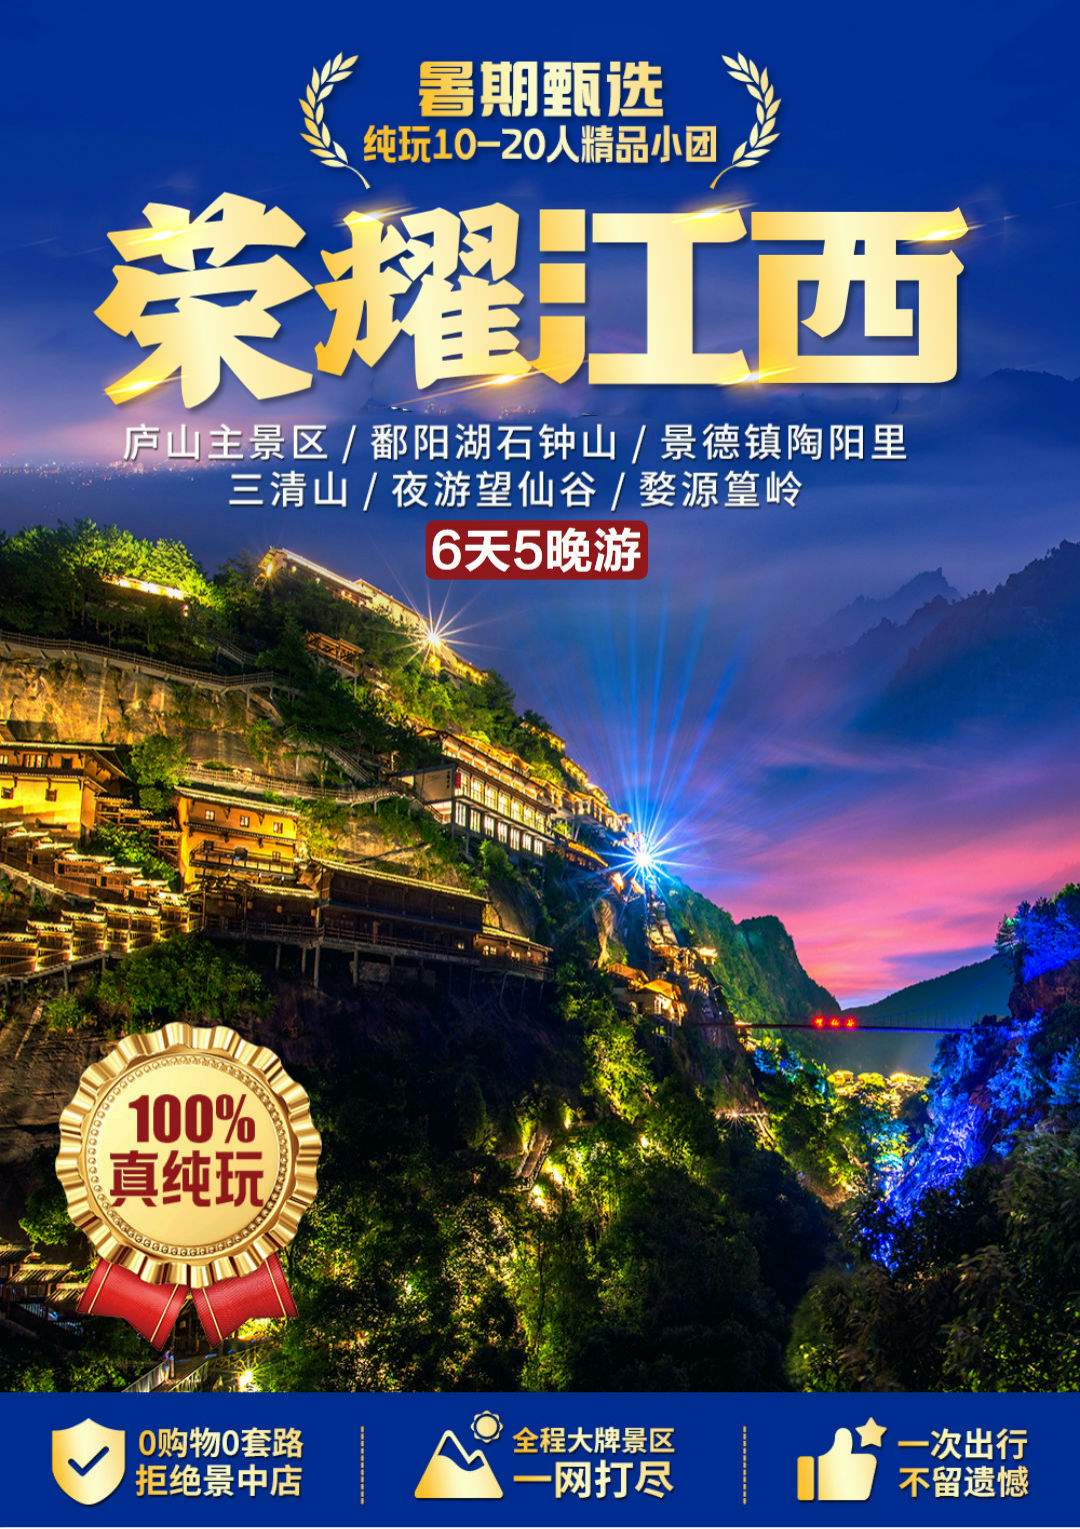 暑期甄选
纯玩10-20人精品小团
荣耀江西
庐山主景区 / 鄱阳湖石钟山 / 景德镇陶阳里
三清山 / 夜游望仙谷 / 婺源篁岭
6天5晚游
望仙谷
100%
真纯玩
0购物0套路
拒绝景中店
全程大牌景区
一网打尽
一次出行
不留遗憾